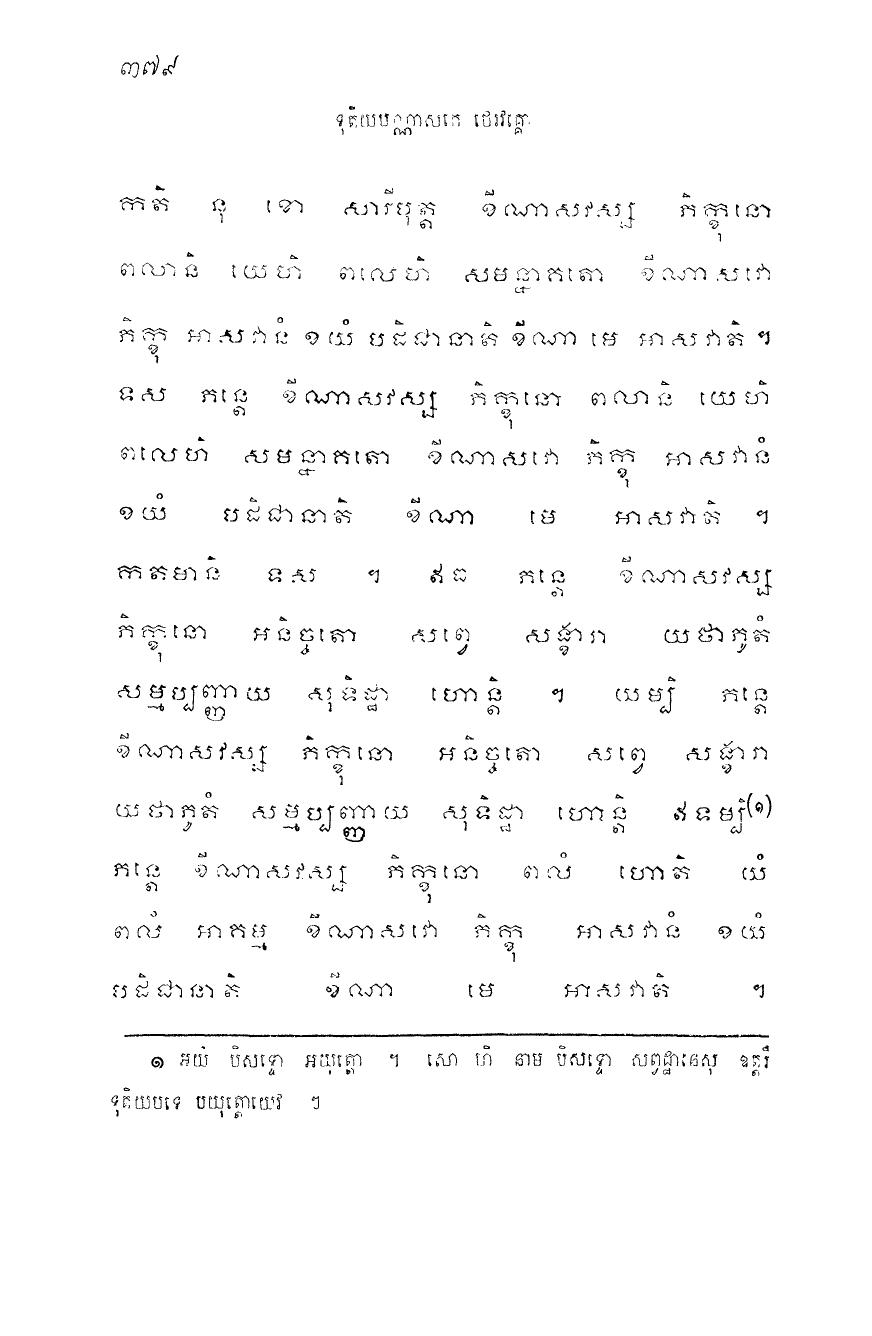 ៣៧៩
ទុតិយបណ្ណាសកេ ថេរវគ្គោ
កតិ នុ ខោ សារីបុត្ត ខីណាសវស្ស ភិក្ខុនោ
ពលានិ យេហិ ពលេហិ សមន្នាគតោ ខីណាសវោ
ភិក្ខុ អាសវានំ ខយំ បដិជានាតិ ខីណា មេ អាសវាតិ ។
ទស ភន្តេ ខីណាសវស្ស ភិក្ខុនោ ពលានិ យេហិ
ពលេហិ សមន្នាគតោ ខីណាសវោ ភិក្ខុ អាសវានំ
ខយំ បដិជានាតិ ខីណា មេ អាសវាតិ ។
កតមានិ ទស ។ ឥធ ភន្តេ ខីណាសវស្ស
ភិក្ខុនោ អនិច្ចតោ សព្វេ សង្ខារា យថាភូតំ
សម្មប្បញ្ញាយ សុទិដ្ឋា ហោន្តិ ។ យម្បិ ភន្តេ
ខីណាសវស្ស ភិក្ខុនោ អនិច្ចតោ សព្វេ សង្ខារា
យថាភូតំ សម្មប្បញ្ញាយ សុទិដ្ឋា ហោន្តិ ឥទម្បិ(១)
ភន្តេ ខីណាសវស្ស ភិក្ខុនោ ពលំ ហោតិ យំ
ពលំ អាគម្ម ខីណាសវោ ភិក្ខុ អាសវានំ ខយំ
បដិជានាតិ ខីណា មេ អាសវាតិ ។
១ អយំ បិសទ្ទោ អយុត្តោ ។ សោ ហិ នាម បិសទ្ទោ សព្វដ្ឋានេសុ ឧត្តរឹ
ទុតិយបទេ បយុត្តោយេវ ។